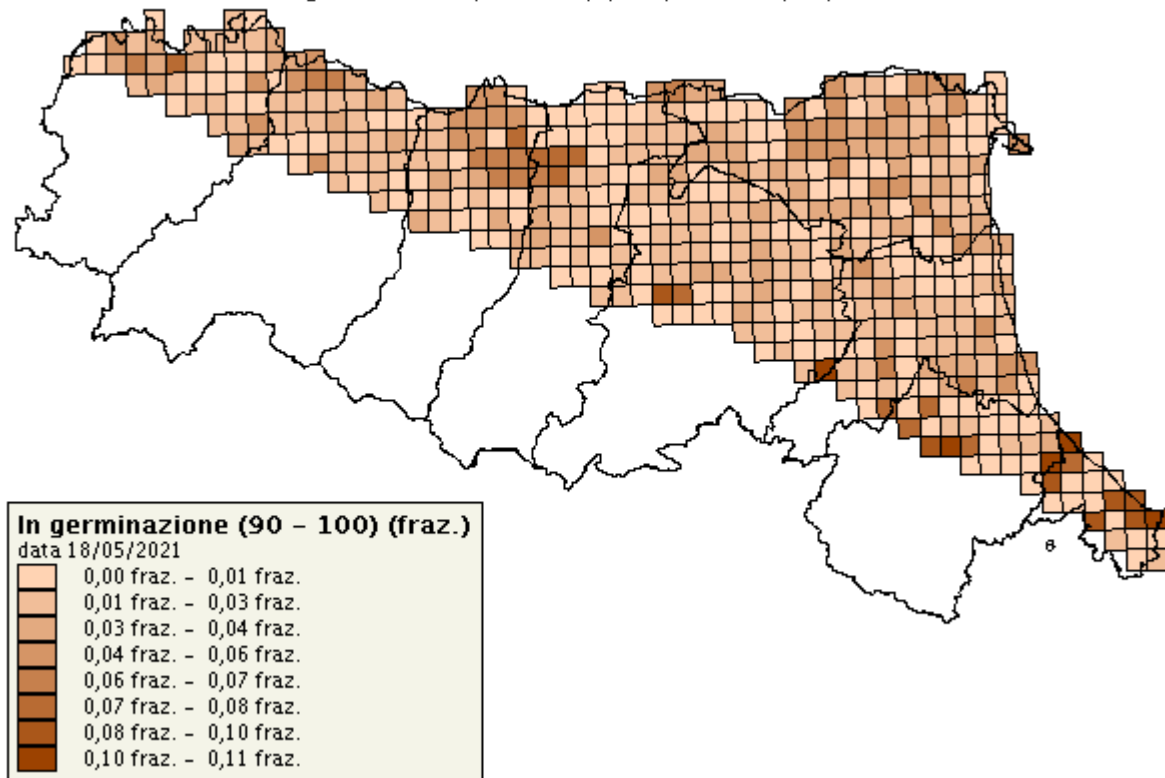 In germinazione (90 – 100) (fraz.)
data 18/05/2021
0,00 fraz. – 0,01 fraz.
0,01 fraz. – 0,03 fraz.
0,03 fraz. – 0,04 fraz.
0,04 fraz. – 0,06 fraz.
0,06 fraz. – 0,07 fraz.
0,07 fraz. – 0,08 fraz.
0,08 fraz. – 0,10 fraz.
0,10 fraz. – 0,11 fraz.